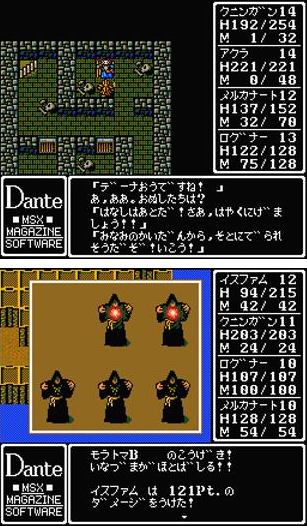 クニンガン14
H192/254
M  1/ 32
アクラ 14
H221/221
M  0/ 48
メルカナート12
H137/152
M 32/ 70
ログナー 13
H122/128
M 75/128
Dante
■ MSX ■
MAGAZINE
SOFTWARE
「デーナおうですね! 」
あ,ああ。おぬしたちは?
「はなしはあとだ!さあ,はやくにげま
しょう!!」
「みなみのかいだんから,そとにでられ
そうだぞ!いこう!」
イスファム 12
H 94/215
M 42/ 42
クニンガン11
H203/203
M 24/ 24
ログナー 10
H107/107
M100/100
メルカナート10
H128/128
M 54/ 54
Dante
■ MSX ■
MAGAZINE
SOFTWARE
モラトマB のこうげき!
いなづまがほとばしる!!
イスファム は 121Pt.の
ダメージをうけた!